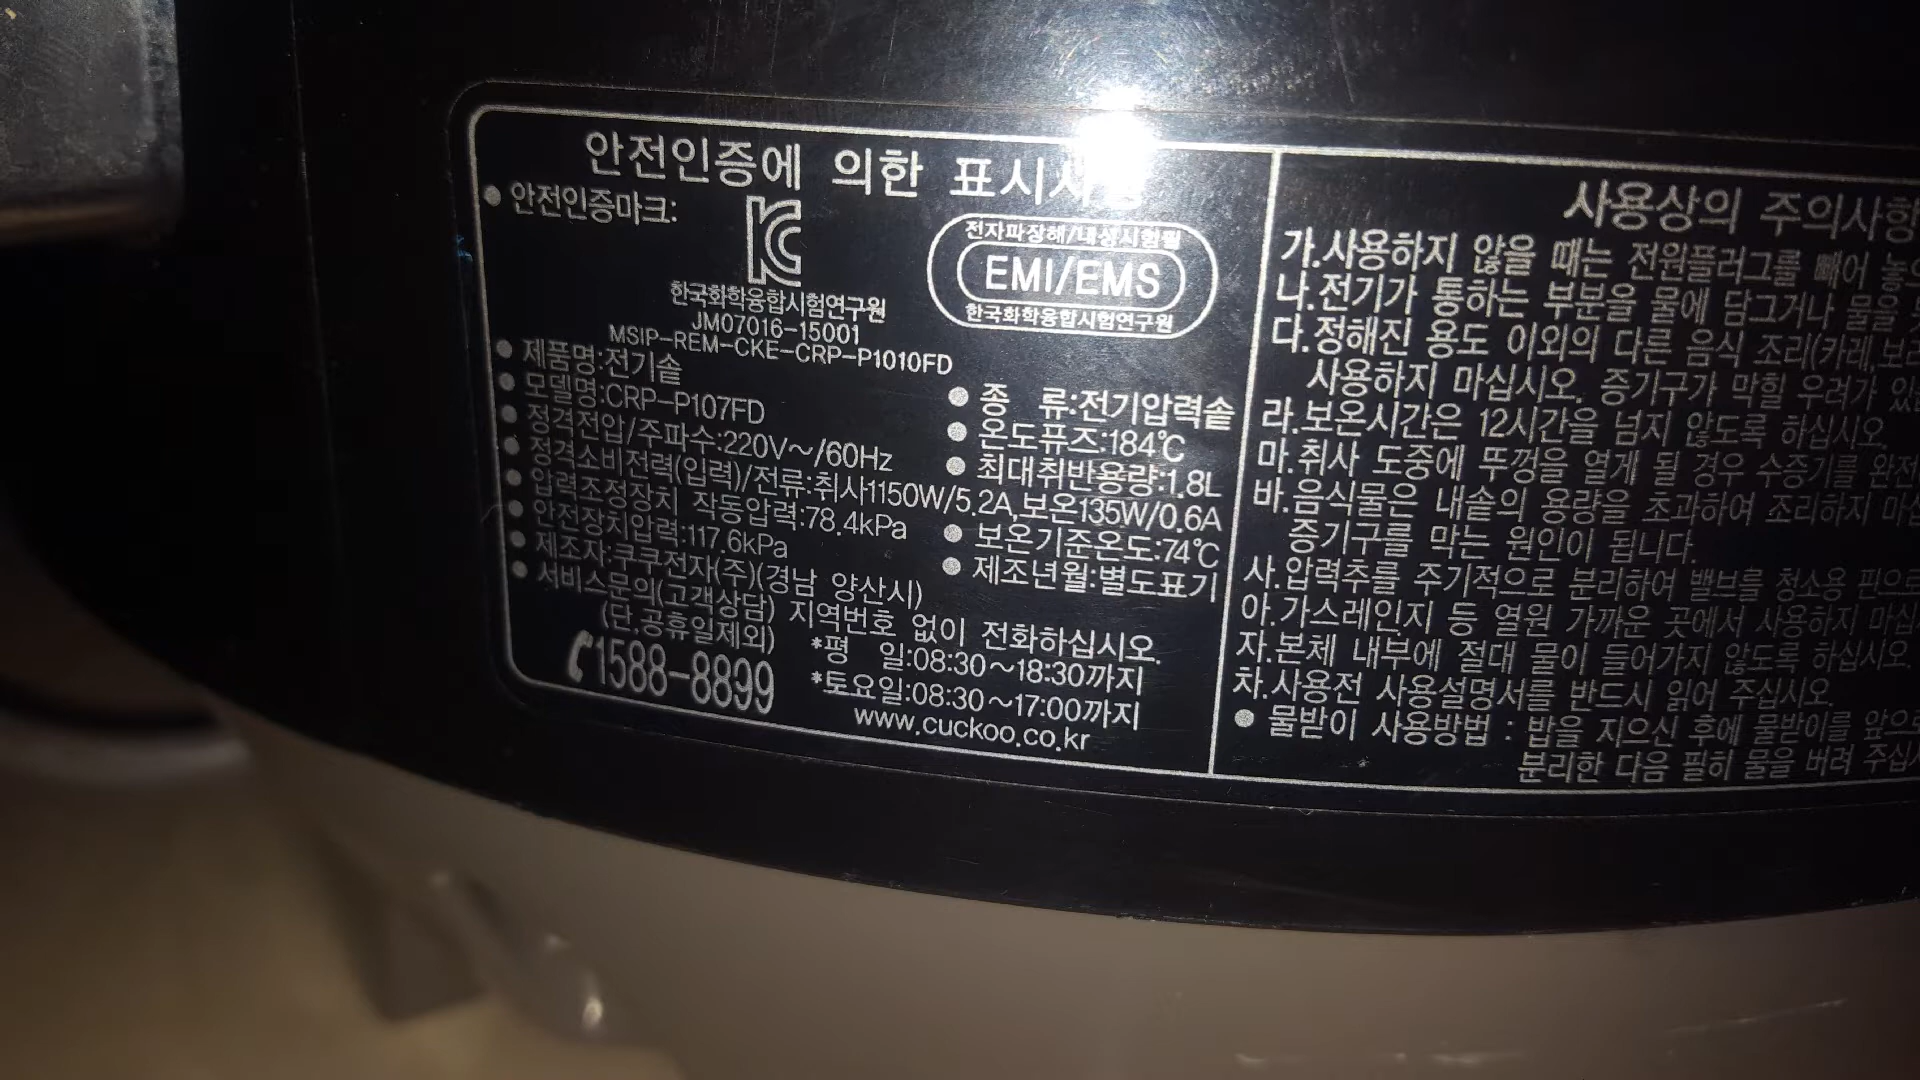 안전인증에 의한 표시사항
● 안전인증마크:
전자파장해/내성시험필
EMI/EMS
한국화학융합시험연구원
한국화학융합시험연구원
JM07016-15001
MSIP-REM-CKE-CRP-P1010FD
● 제품명:전기솥
● 종 류:전기압력솥
● 모델명:CRP-P107FD
● 온도퓨즈:184℃
● 정격전압/주파수:220V~/60Hz
● 최대취반용량:1.8L
● 정격소비전력(입력)/전류:취사1150W/5.2A,보온135W/0.6A
● 압력조정장치 작동압력:78.4kPa
● 보온기준온도:74℃
● 안전장치압력:117.6kPa
● 제조년월:별도표기
● 제조자:쿠쿠전자(주)(경남 양산시)
● 서비스문의(고객상담) 지역번호 없이 전화하십시오.
(단,공휴일제외)
*평 일:08:30~18:30까지
1588-8899
*토요일:08:30~17:00까지
www.cuckoo.co.kr
사용상의 주의사항
가.사용하지 않을 때는 전원플러그를 빼어
나.전기가 통하는 부분을 물에 담그거나 물을
다.정해진 용도 이외의 다른 음식 조리(카레,
사용하지 마십시오. 증기구가 막힐 우려가
라.보온시간은 12시간을 넘지 않도록 하십시오
마.취사 도중에 뚜껑을 열게 될 경우 수증기를
바.음식물은 내솥의 용량을 초과하여 조리하지
증기구를 막는 원인이 됩니다.
사.압력추를 주기적으로 분리하여 밸브를 청소용 핀으로
아.가스레인지 등 열원 가까운 곳에서 사용하지
자.본체 내부에 절대 물이 들어가지 않도록 하십시오.
차.사용전 사용설명서를 반드시 읽어 주십시오.
● 물받이 사용방법 : 밥을 지으신 후에 물받이를 앞으로
분리한 다음 필히 물을 버려